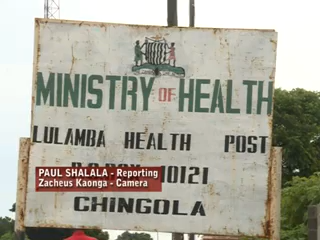 MINISTRY OF HEALTH
LULAMBA HEALTH POST
10121
PAUL SHALALA - Reporting
Zacheus Kaonga - Camera
CHINGOLA